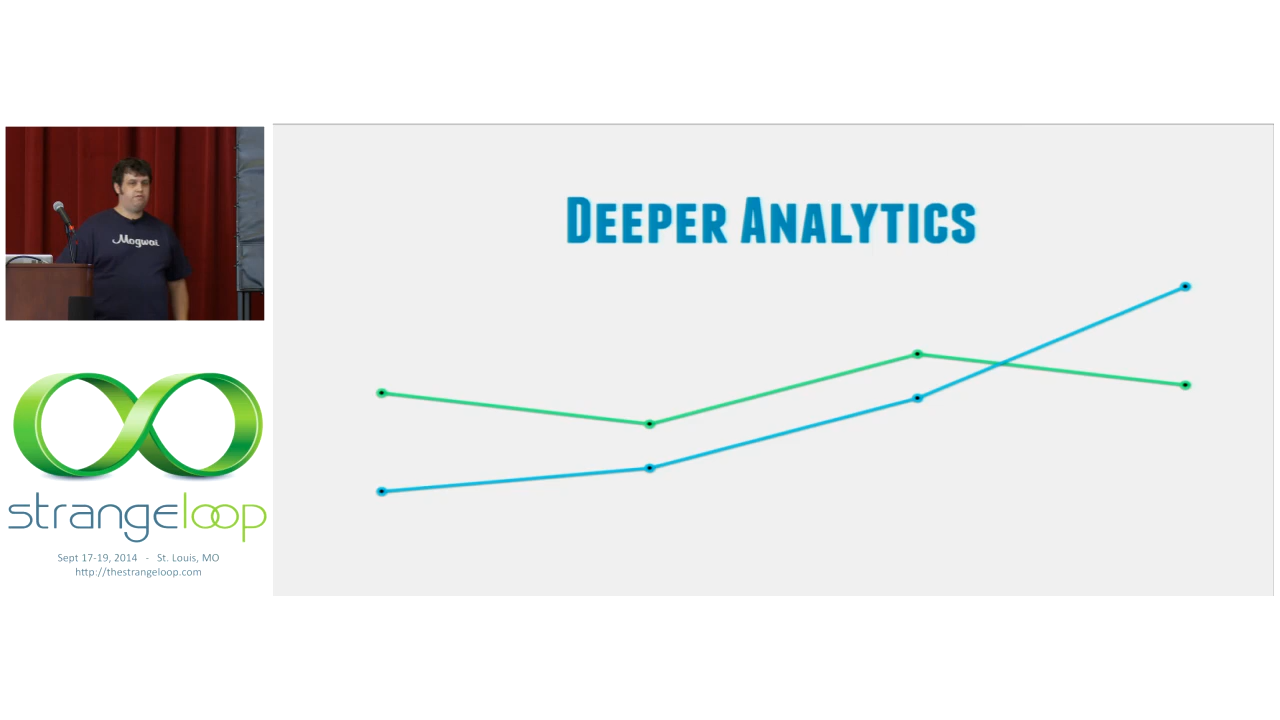 DEEPER ANALYTICS
Mogwai
strangeloop
Sept 17-19, 2014 - St. Louis, MO
http://thestrangeloop.com